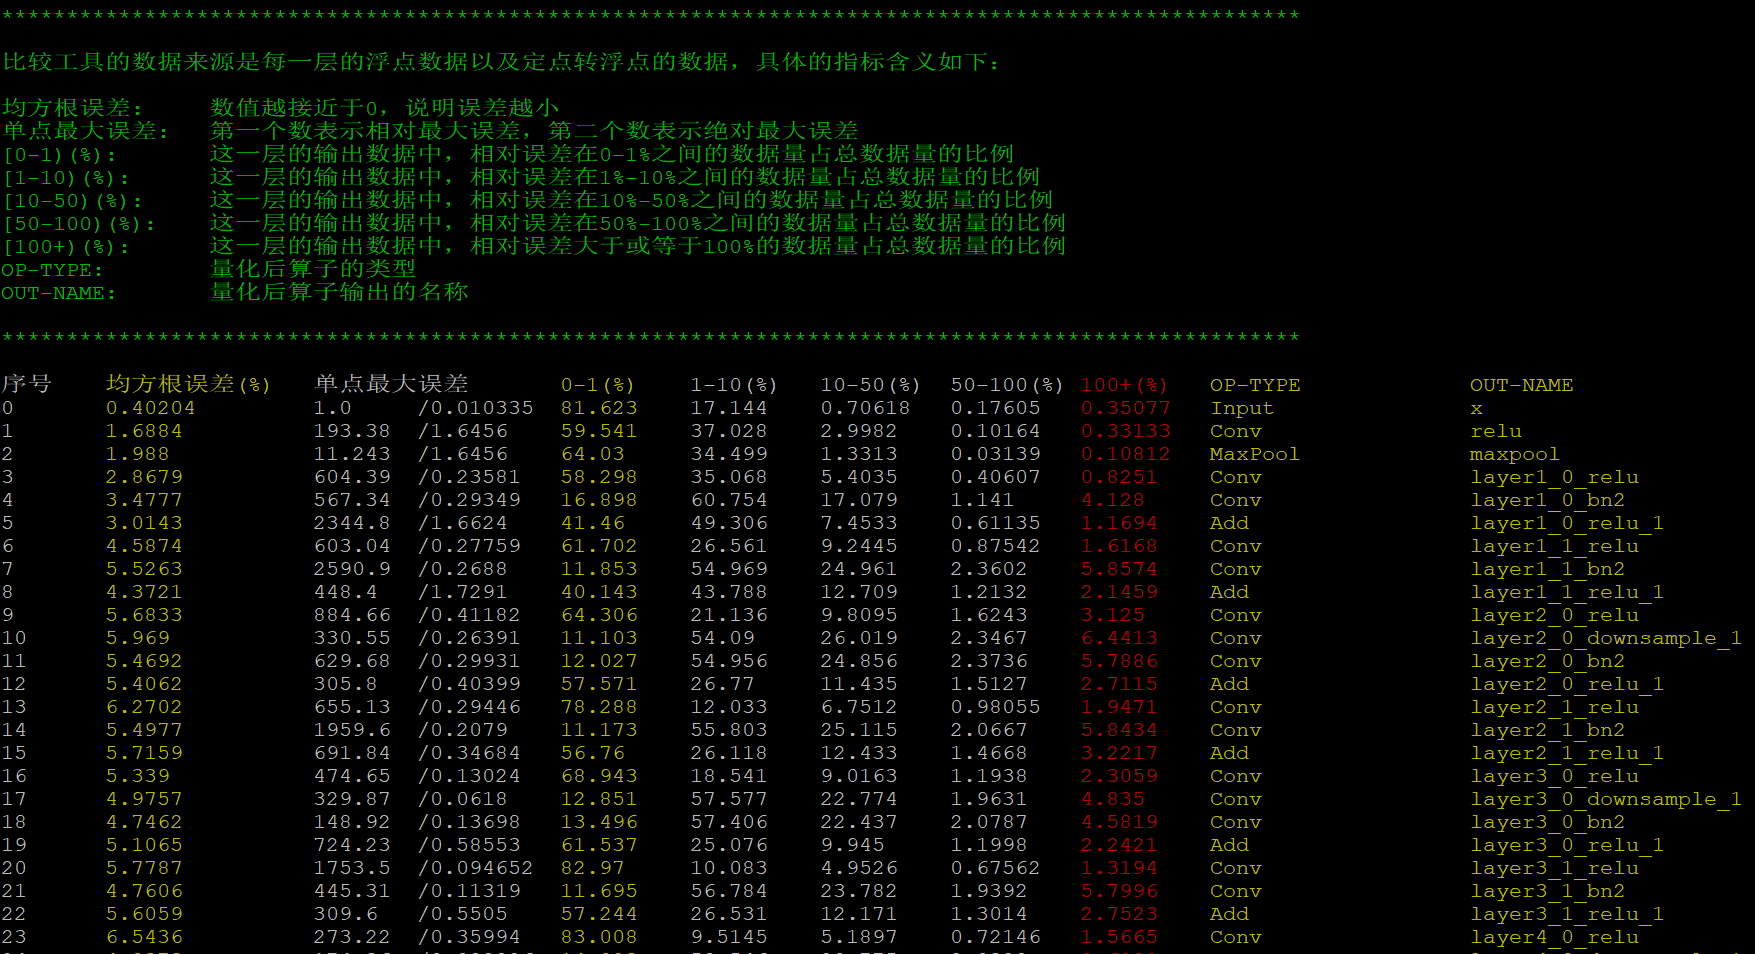 ****************************************************************************************************
比较工具的数据来源是每一层的浮点数据以及定点转浮点的数据，具体的指标含义如下：
均方根误差： 数值越接近于0，说明误差越小
单点最大误差： 第一个数表示相对最大误差，第二个数表示绝对最大误差
[0-1)(%): 这一层的输出数据中，相对误差在0-1%之间的数据量占总数据量的比例
[1-10)(%): 这一层的输出数据中，相对误差在1%-10%之间的数据量占总数据量的比例
[10-50)(%): 这一层的输出数据中，相对误差在10%-50%之间的数据量占总数据量的比例
[50-100)(%): 这一层的输出数据中，相对误差在50%-100%之间的数据量占总数据量的比例
[100+)(%): 这一层的输出数据中，相对误差大于或等于100%的数据量占总数据量的比例
OP-TYPE: 量化后算子的类型
OUT-NAME: 量化后算子输出的名称
****************************************************************************************************
序号 均方根误差(%) 单点最大误差 0-1(%) 1-10(%) 10-50(%) 50-100(%) 100+(%) OP-TYPE OUT-NAME
0 0.40204 1.0 /0.010335 81.623 17.144 0.70618 0.17605 0.35077 Input x
1 1.6884 193.38 /1.6456 59.541 37.028 2.9982 0.10164 0.33133 Conv relu
2 1.988 11.243 /1.6456 64.03 34.499 1.3313 0.03139 0.10812 MaxPool maxpool
3 2.8679 604.39 /0.23581 58.298 35.068 5.4035 0.40607 0.8251 Conv layer1_0_relu
4 3.4777 567.34 /0.29349 16.898 60.754 17.079 1.141 4.128 Conv layer1_0_bn2
5 3.0143 2344.8 /1.6624 41.46 49.306 7.4533 0.61135 1.1694 Add layer1_0_relu_1
6 4.5874 603.04 /0.27759 61.702 26.561 9.2445 0.87542 1.6168 Conv layer1_1_relu
7 5.5263 2590.9 /0.2688 11.853 54.969 24.961 2.3602 5.8574 Conv layer1_1_bn2
8 4.3721 448.4 /1.7291 40.143 43.788 12.709 1.2132 2.1459 Add layer1_1_relu_1
9 5.6833 884.66 /0.41182 64.306 21.136 9.8095 1.6243 3.125 Conv layer2_0_relu
10 5.969 330.55 /0.26391 11.103 54.09 26.019 2.3467 6.4413 Conv layer2_0_downsample_1
11 5.4692 629.68 /0.29931 12.027 54.956 24.856 2.3736 5.7886 Conv layer2_0_bn2
12 5.4062 305.8 /0.40399 57.571 26.77 11.435 1.5127 2.7115 Add layer2_0_relu_1
13 6.2702 655.13 /0.29446 78.288 12.033 6.7512 0.98055 1.9471 Conv layer2_1_relu
14 5.4977 1959.6 /0.2079 11.173 55.803 25.115 2.0667 5.8434 Conv layer2_1_bn2
15 5.7159 691.84 /0.34684 56.76 26.118 12.433 1.4668 3.2217 Add layer2_1_relu_1
16 5.339 474.65 /0.13024 68.943 18.541 9.0163 1.1938 2.3059 Conv layer3_0_relu
17 4.9757 329.87 /0.0618 12.851 57.577 22.774 1.9631 4.835 Conv layer3_0_downsample_1
18 4.7462 148.92 /0.13698 13.496 57.406 22.437 2.0787 4.5819 Conv layer3_0_bn2
19 5.1065 724.23 /0.58553 61.537 25.076 9.945 1.1998 2.2421 Add layer3_0_relu_1
20 5.7787 1753.5 /0.094652 82.97 10.083 4.9526 0.67562 1.3194 Conv layer3_1_relu
21 4.7606 445.31 /0.11319 11.695 56.784 23.782 1.9392 5.7996 Conv layer3_1_bn2
22 5.6059 309.6 /0.5505 57.244 26.531 12.171 1.3014 2.7523 Add layer3_1_relu_1
23 6.5436 273.22 /0.35994 83.008 9.5145 5.1897 0.72146 1.5665 Conv layer4_0_relu